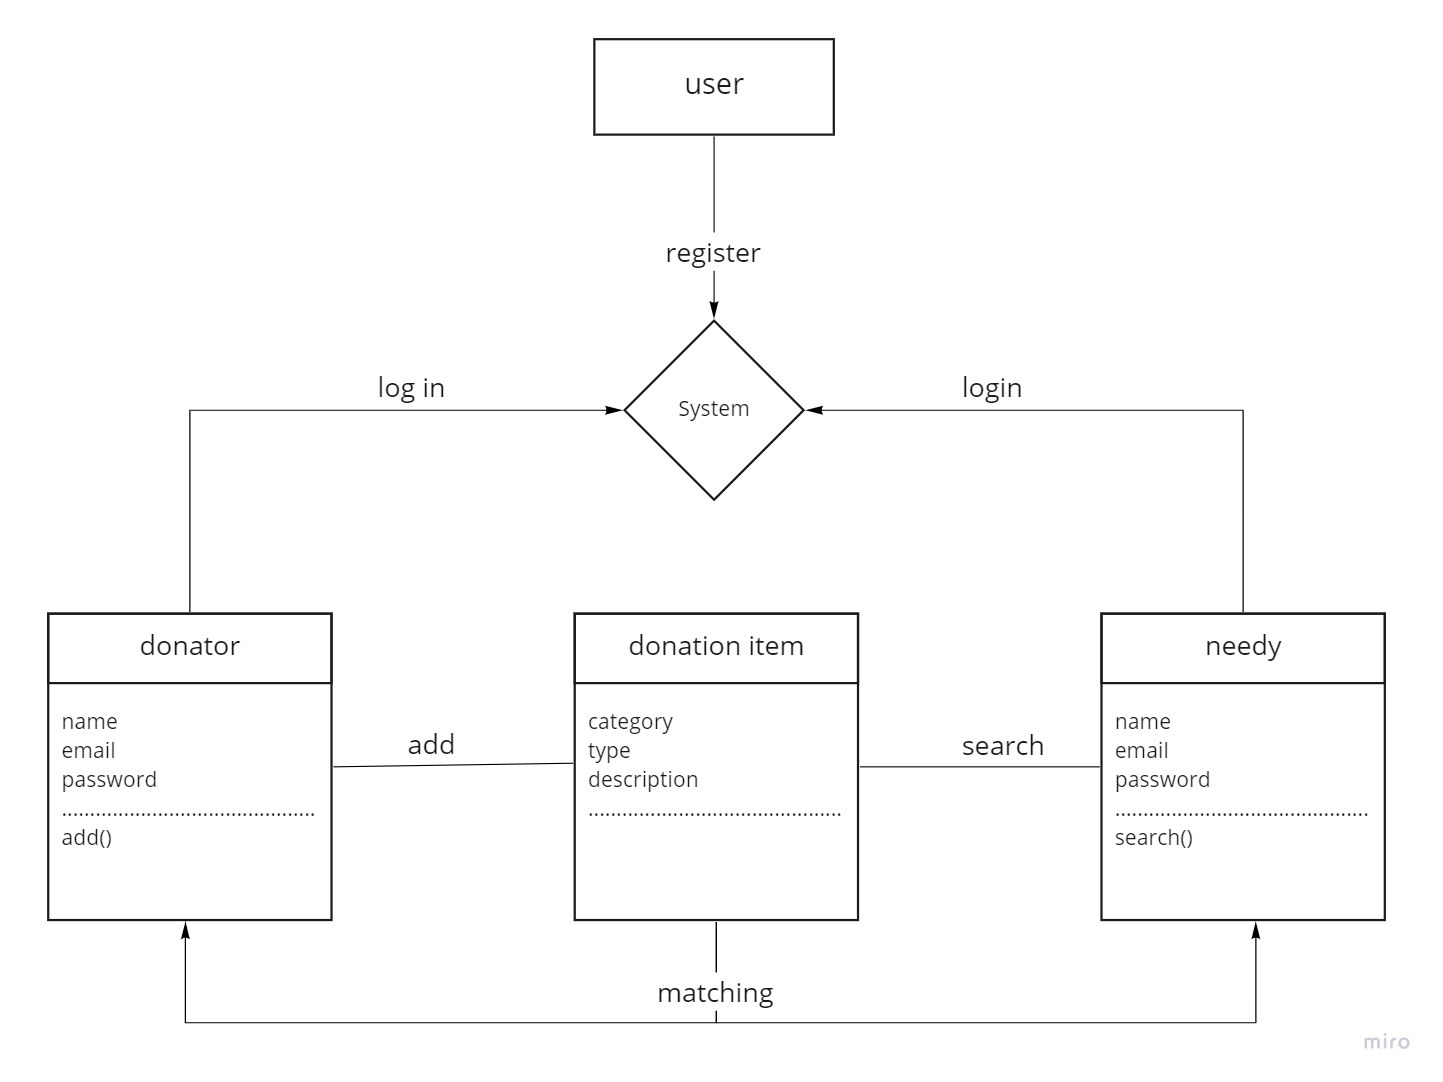 user
register
log in
System
login
donator
name
email
password
.............................................
add()
add
donation item
category
type
description
.............................................
search
needy
name
email
password
.............................................
search()
matching
miro